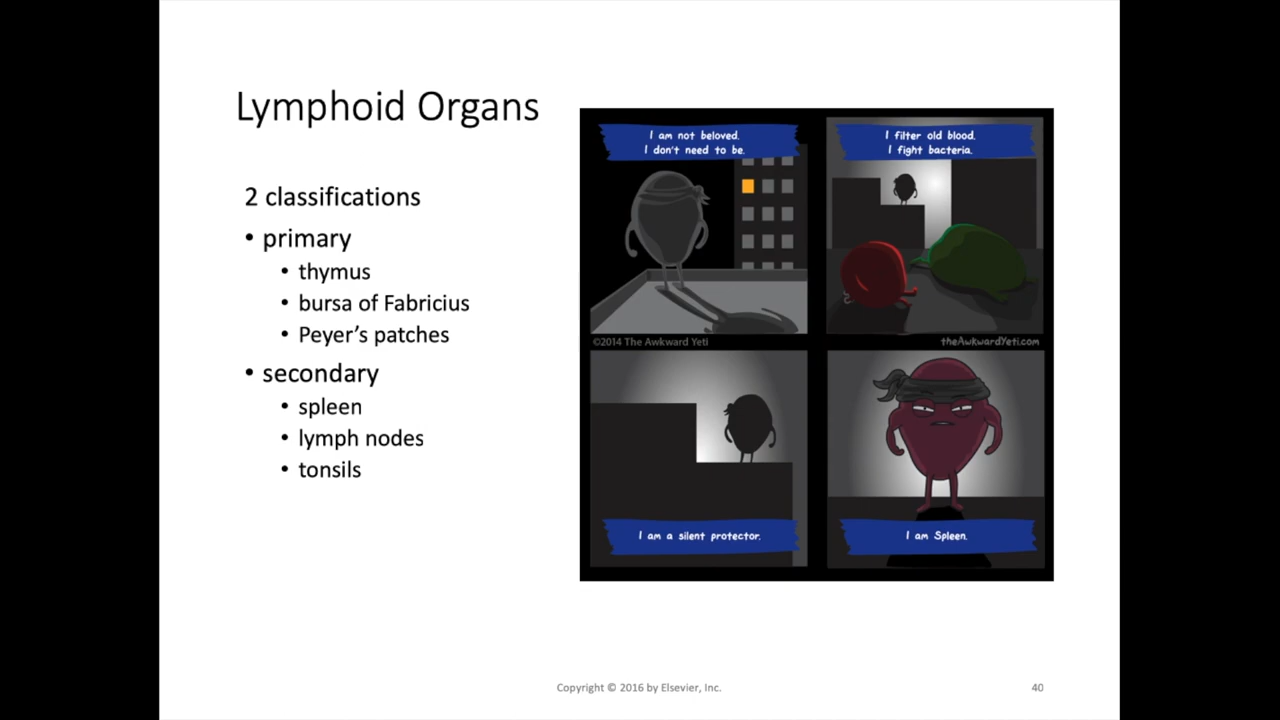 Lymphoid Organs
2 classifications
• primary
• thymus
• bursa of Fabricius
• Peyer's patches
• secondary
• spleen
• lymph nodes
• tonsils
I am not beloved.
I don't need to be.
I filter old blood.
I fight bacteria.
©2014 The Awkward Yeti
theAwkwardYeti.com
I am a silent protector.
I am Spleen.
Copyright © 2016 by Elsevier, Inc.
40